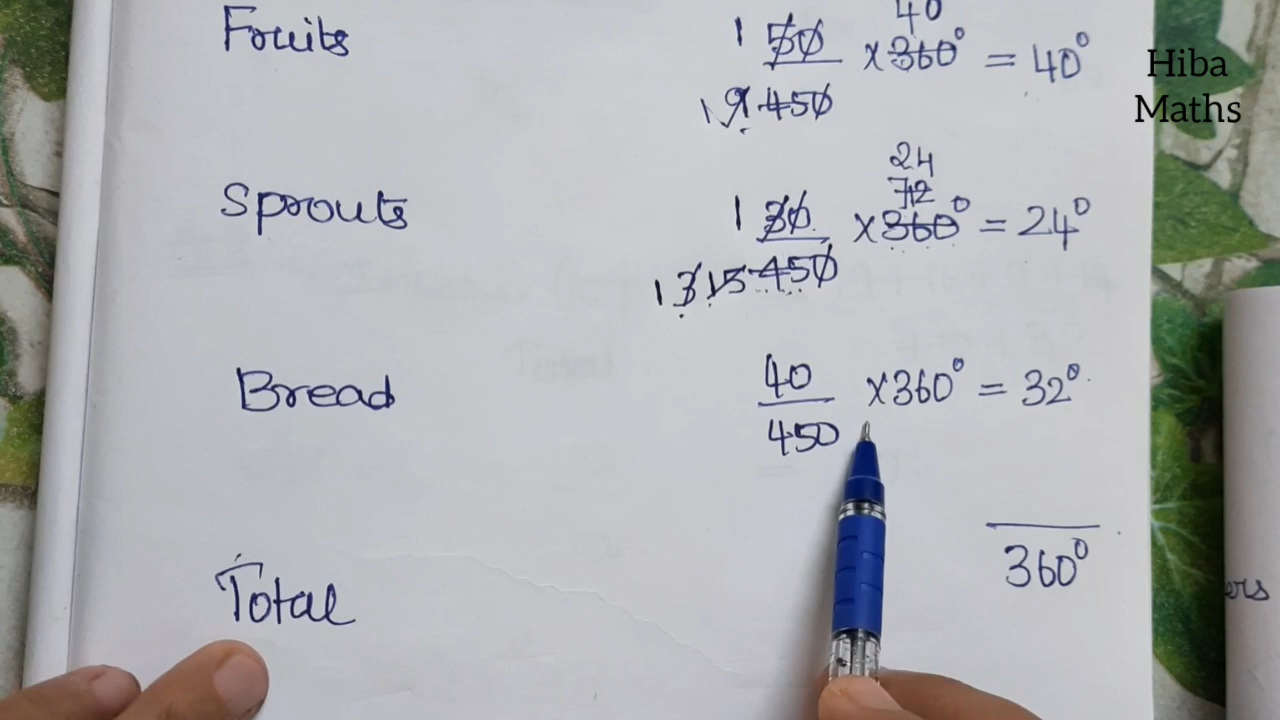 40
Fruits 1 50 × 360° = 40°
1 9 450
Hiba
Maths
24
72
Sprouts 1 30 × 360° = 24°
1 3 15 450
Bread 40 × 360° = 32°
450
360°
Total
ers